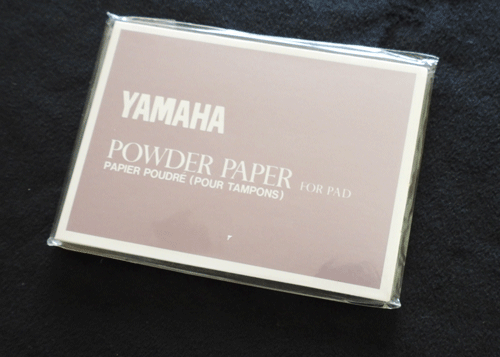 YAMAHA
POWDER PAPER FOR PAD
PAPIER POUDRE (POUR TAMPONS)